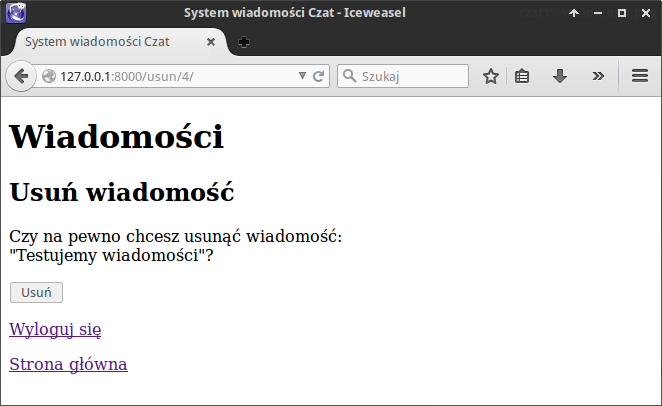 System wiadomości Czat - Iceweasel
System wiadomości Czat
127.0.0.1:8000/usun/4/
Szukaj
Wiadomości
Usuń wiadomość
Czy na pewno chcesz usunąć wiadomość:
"Testujemy wiadomości"?
Usuń
Wyloguj się
Strona główna